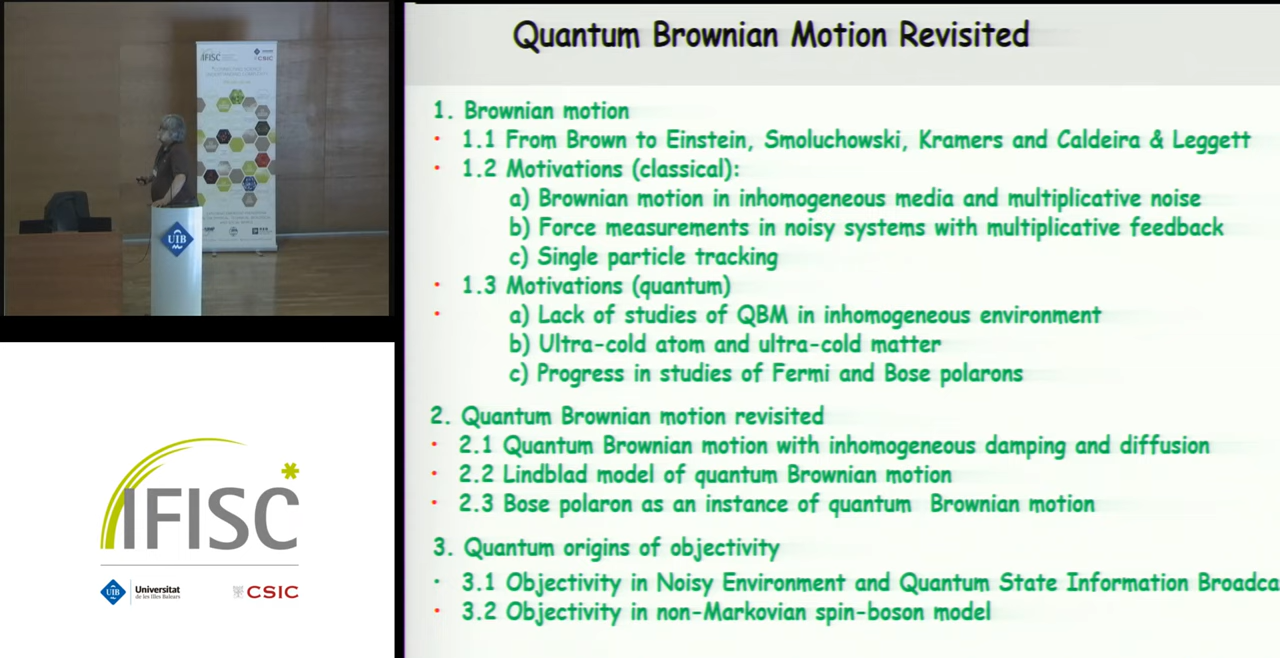 Quantum Brownian Motion Revisited
1. Brownian motion
· 1.1 From Brown to Einstein, Smoluchowski, Kramers and Caldeira & Leggett
· 1.2 Motivations (classical):
a) Brownian motion in inhomogeneous media and multiplicative noise
b) Force measurements in noisy systems with multiplicative feedback
c) Single particle tracking
· 1.3 Motivations (quantum)
· a) Lack of studies of QBM in inhomogeneous environment
b) Ultra-cold atom and ultra-cold matter
c) Progress in studies of Fermi and Bose polarons
2. Quantum Brownian motion revisited
· 2.1 Quantum Brownian motion with inhomogeneous damping and diffusion
· 2.2 Lindblad model of quantum Brownian motion
· 2.3 Bose polaron as an instance of quantum Brownian motion
3. Quantum origins of objectivity
· 3.1 Objectivity in Noisy Environment and Quantum State Information Broadca
· 3.2 Objectivity in non-Markovian spin-boson model
IFISC
CSIC
UIB
IFISC
UIB
Universitat
de les Illes Balears
CSIC